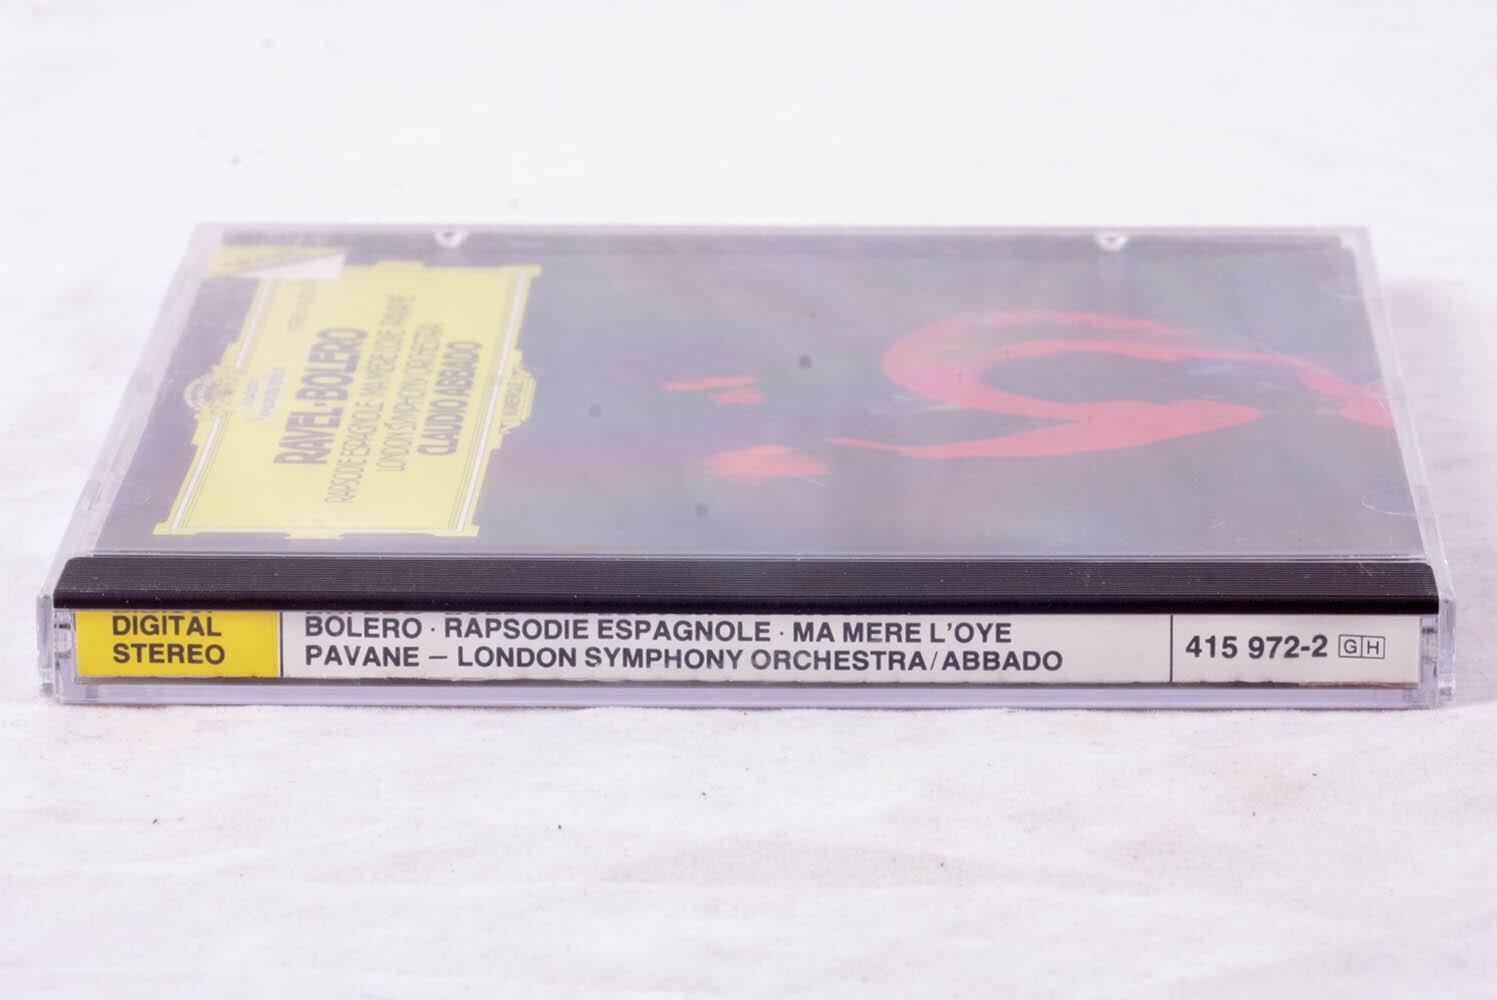 RAVEL·BOLERO
RAPSODIE ESPAGNOLE · MA MERE L'OYE · PAVANE
LONDON SYMPHONY ORCHESTRA
CLAUDIO ABBADO
DIGITAL
STEREO
BOLERO · RAPSODIE ESPAGNOLE · MA MERE L'OYE
PAVANE – LONDON SYMPHONY ORCHESTRA/ABBADO
415 972-2 GH